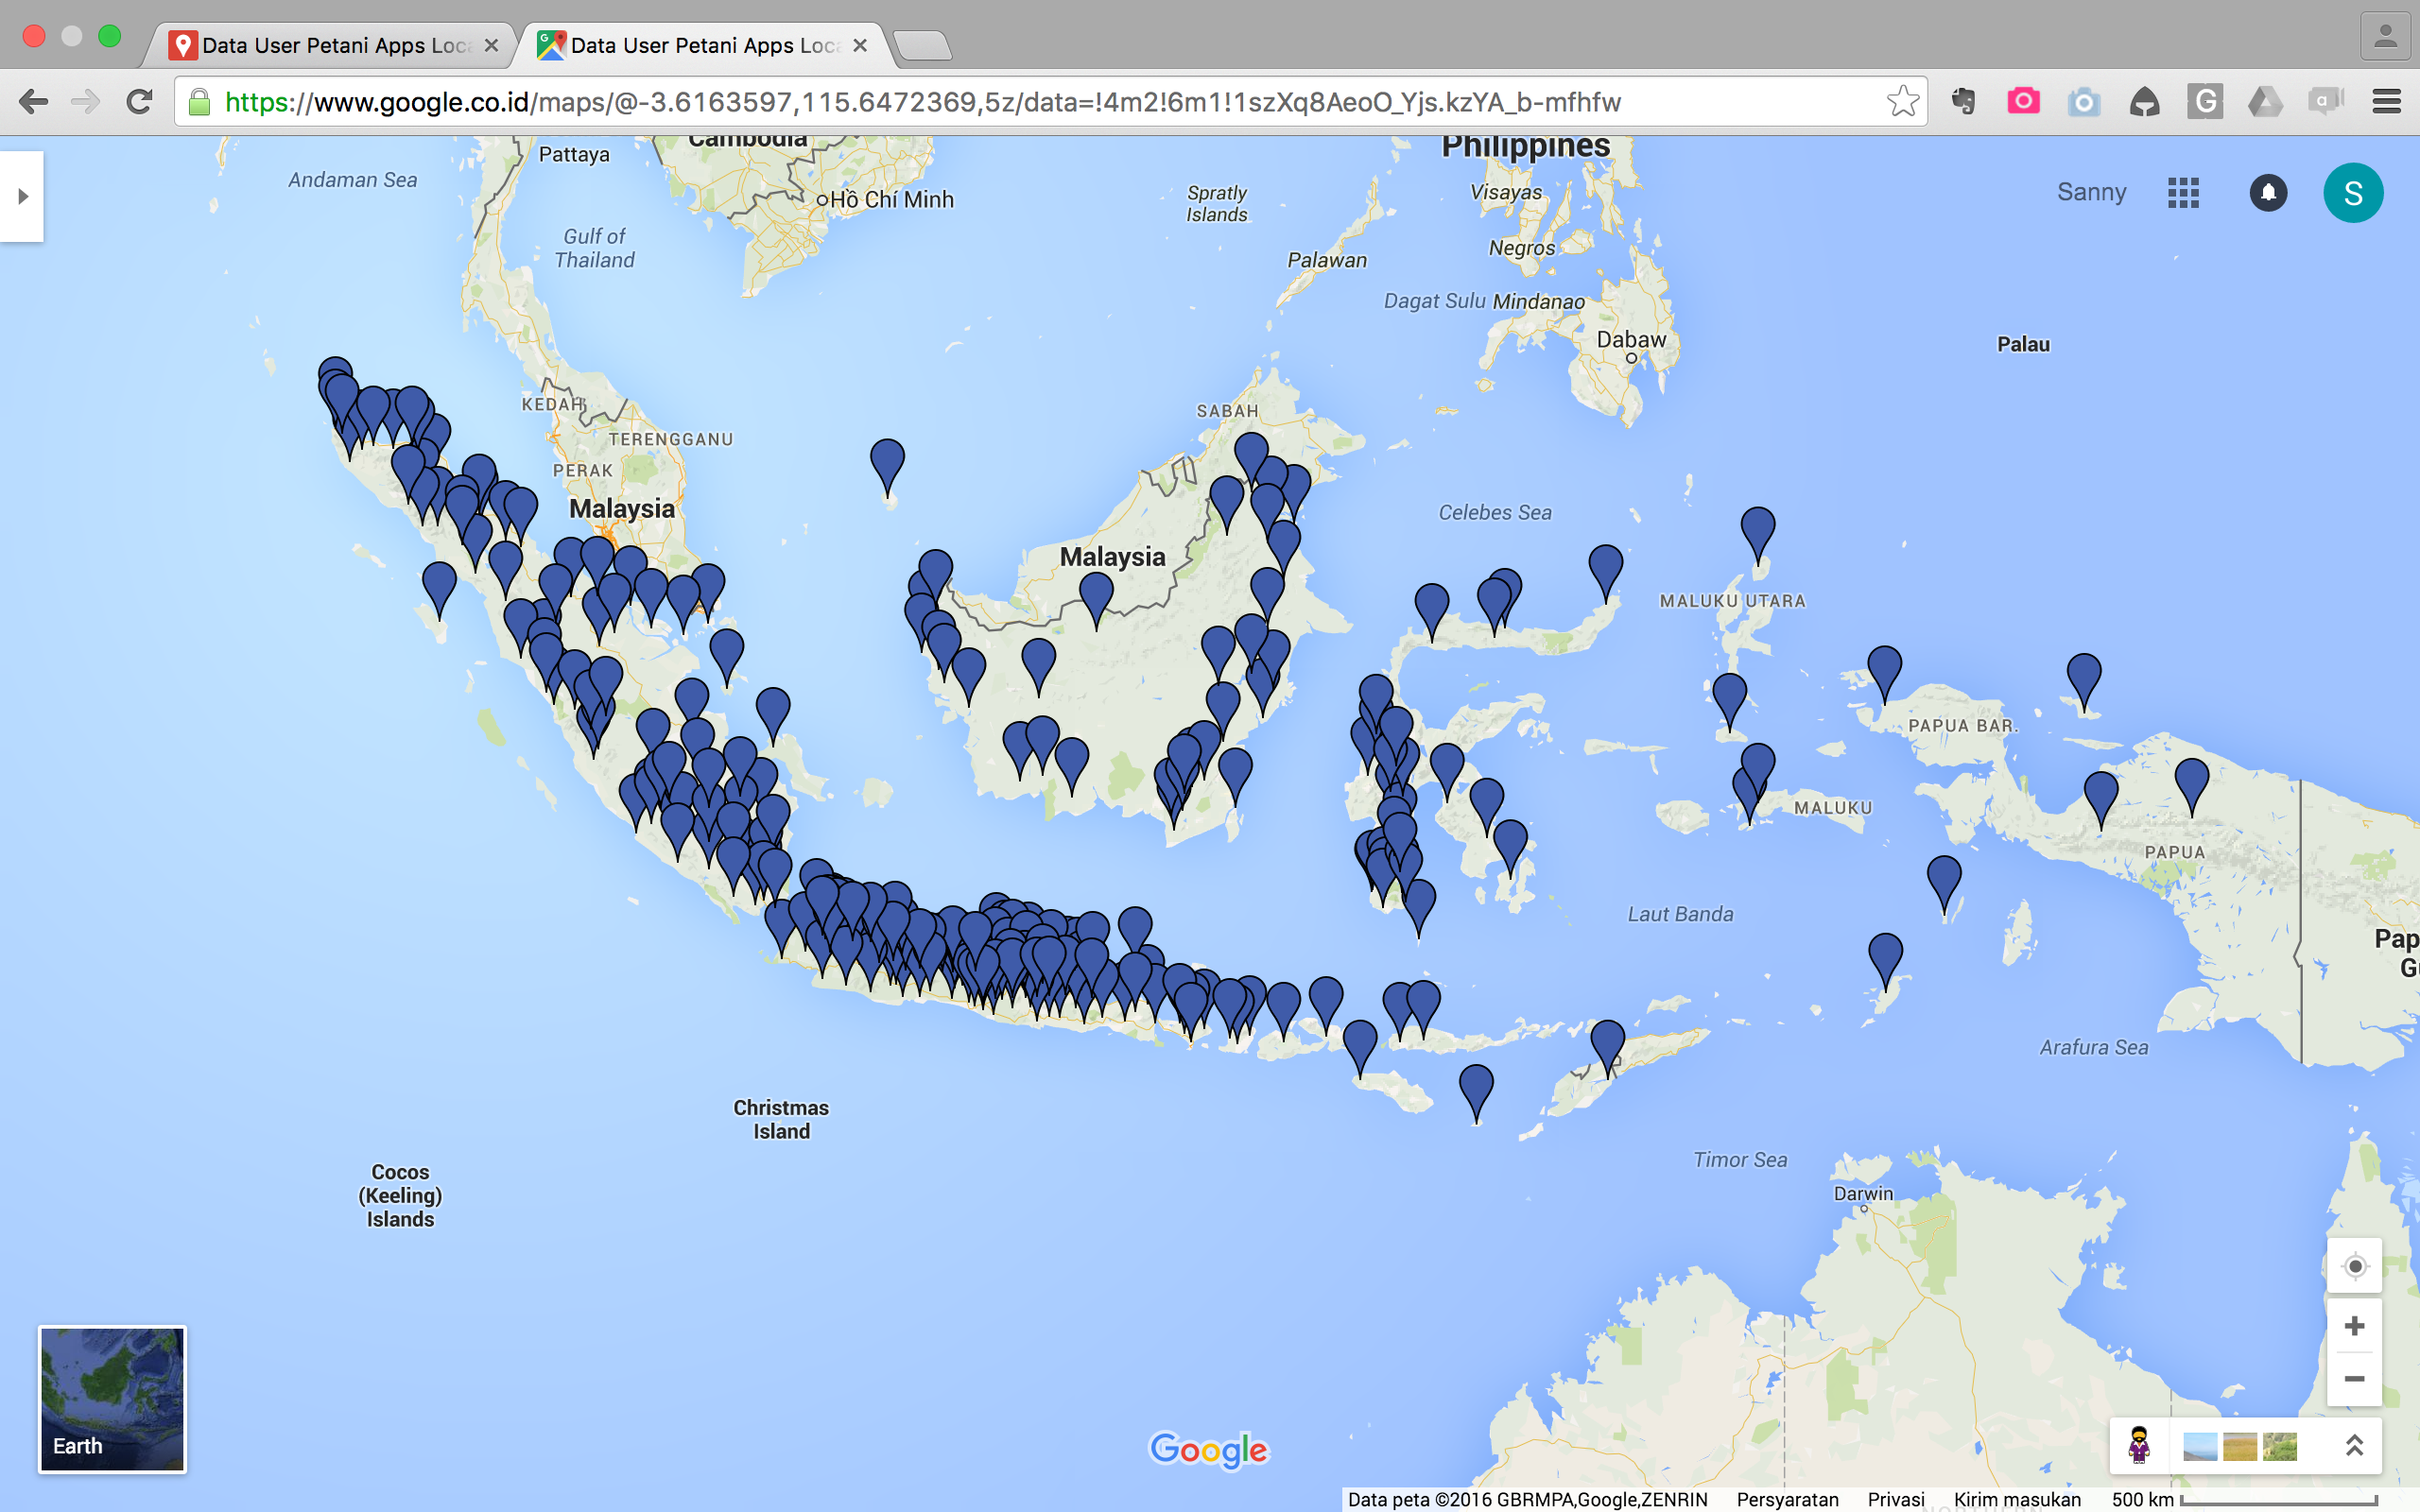 Data User Petani Apps Loc
Data User Petani Apps Loc
https://www.google.co.id/maps/@-3.6163597,115.6472369,5z/data=!4m2!6m1!1szXq8AeoO_Yjs.kzYA_b-mfhfw
G
a
Cambodia
Philippines
Pattaya
Andaman Sea
Hồ Chí Minh
Spratly
Islands
Visayas
Sanny
S
Gulf of
Thailand
Negros
Palawan
Dagat Sulu
Mindanao
Dabaw
Palau
KEDAH
SABAH
TERENGGANU
PERAK
Malaysia
Celebes Sea
Malaysia
MALUKU UTARA
PAPUA BAR.
MALUKU
PAPUA
Laut Banda
Pap
G
Arafura Sea
Christmas
Island
Timor Sea
Cocos
(Keeling)
Islands
Darwin
Earth
Google
Data peta ©2016 GBRMPA,Google,ZENRIN
Persyaratan
Privasi
Kirim masukan
500 km